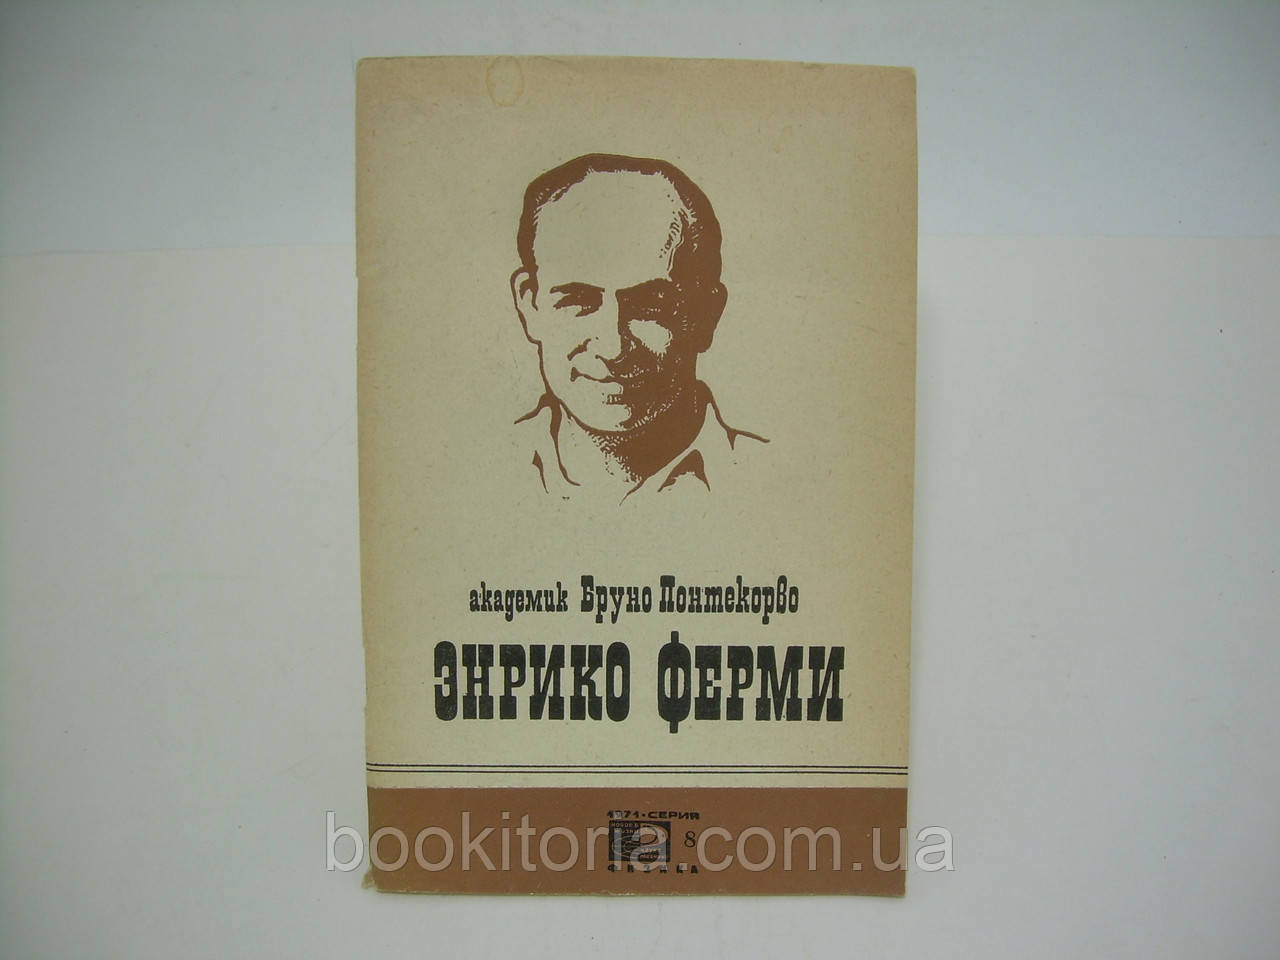 академик Бруно Понтекорво
ЭНРИКО ФЕРМИ
1971·СЕРИЯ
8
ФИЗИКА
bookitoria.com.ua